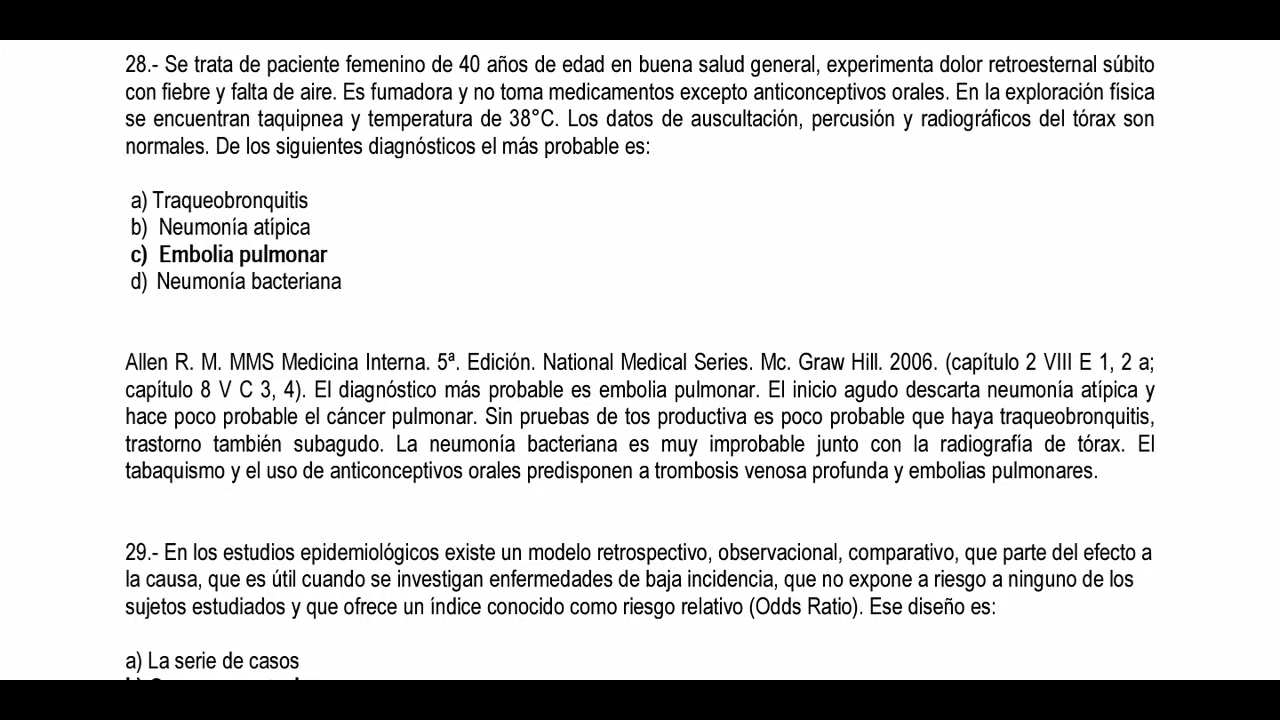 28.- Se trata de paciente femenino de 40 años de edad en buena salud general, experimenta dolor retroesternal súbito
con fiebre y falta de aire. Es fumadora y no toma medicamentos excepto anticonceptivos orales. En la exploración física
se encuentran taquipnea y temperatura de 38°C. Los datos de auscultación, percusión y radiográficos del tórax son
normales. De los siguientes diagnósticos el más probable es:
a) Traqueobronquitis
b) Neumonía atípica
c) Embolia pulmonar
d) Neumonía bacteriana
Allen R. M. MMS Medicina Interna. 5ª. Edición. National Medical Series. Mc. Graw Hill. 2006. (capítulo 2 VIII E 1, 2 a;
capítulo 8 V C 3, 4). El diagnóstico más probable es embolia pulmonar. El inicio agudo descarta neumonía atípica y
hace poco probable el cáncer pulmonar. Sin pruebas de tos productiva es poco probable que haya traqueobronquitis,
trastorno también subagudo. La neumonía bacteriana es muy improbable junto con la radiografía de tórax. El
tabaquismo y el uso de anticonceptivos orales predisponen a trombosis venosa profunda y embolias pulmonares.
29.- En los estudios epidemiológicos existe un modelo retrospectivo, observacional, comparativo, que parte del efecto a
la causa, que es útil cuando se investigan enfermedades de baja incidencia, que no expone a riesgo a ninguno de los
sujetos estudiados y que ofrece un índice conocido como riesgo relativo (Odds Ratio). Ese diseño es:
a) La serie de casos